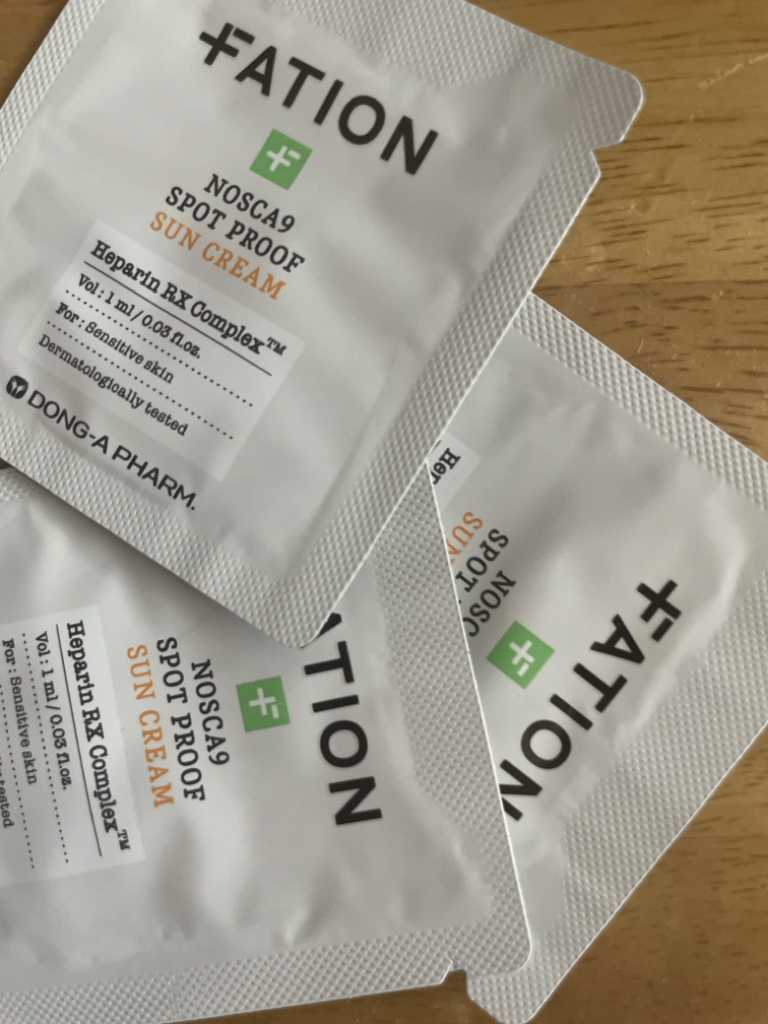 FATION
NOSCA9
SPOT PROOF
SUN CREAM
Heparin RX Complex™
Vol : 1 ml / 0.03 fl.oz.
For : Sensitive skin
Dermatologically tested
DONG-A PHARM.
ATION
NOSCA9
SPOT PROOF
SUN CREAM
Heparin RX Complex™
Vol : 1 ml / 0.03 fl.oz.
For : Sensitive skin
tested
FATION
NOSC
SPOT
SUN
Hep